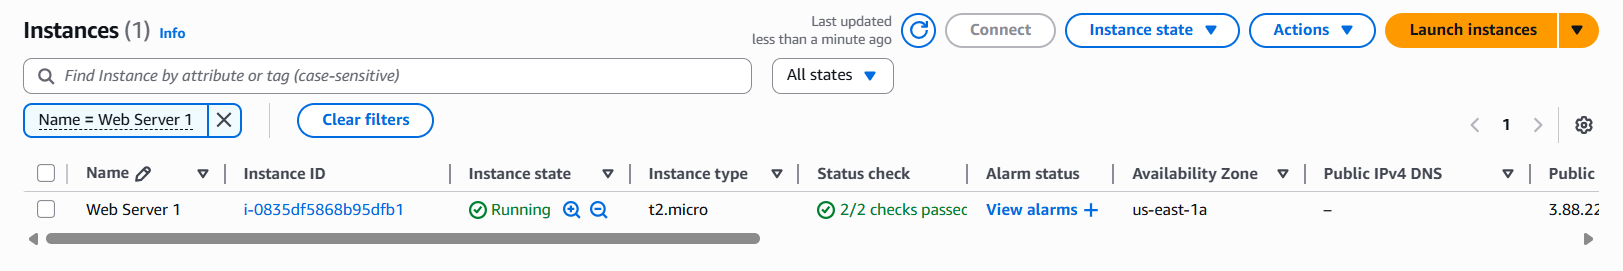 Instances (1) Info
Last updated
less than a minute ago
Connect
Instance state
Actions
Launch instances
Find Instance by attribute or tag (case-sensitive)
All states
Name = Web Server 1
Clear filters
1
Name Instance ID Instance state Instance type Status check Alarm status Availability Zone Public IPv4 DNS Public
Web Server 1 i-0835df5868b95dfb1 Running t2.micro 2/2 checks passec View alarms + us-east-1a – 3.88.22